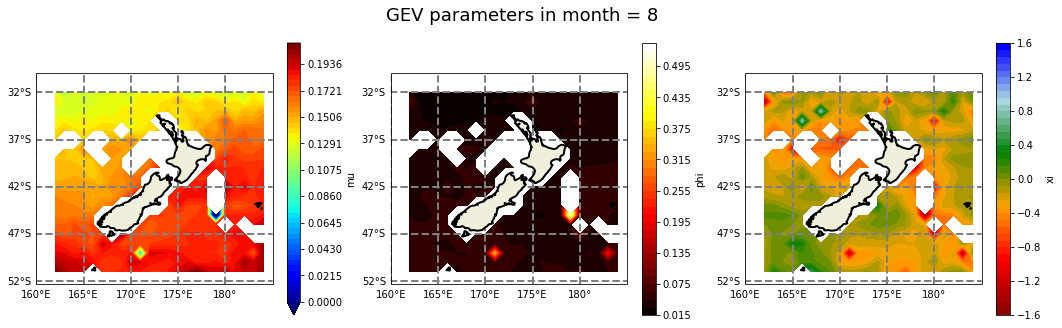 GEV parameters in month = 8
32°S
37°S
42°S
47°S
52°S
160°E
165°E
170°E
175°E
180°
0.1936
0.1721
0.1506
0.1291
0.1075
0.0860
0.0645
0.0430
0.0215
0.0000
mu
32°S
37°S
42°S
47°S
52°S
160°E
165°E
170°E
175°E
180°
0.495
0.435
0.375
0.315
0.255
0.195
0.135
0.075
0.015
phi
32°S
37°S
42°S
47°S
52°S
160°E
165°E
170°E
175°E
180°
1.6
1.2
0.8
0.4
0.0
−0.4
−0.8
−1.2
−1.6
xi